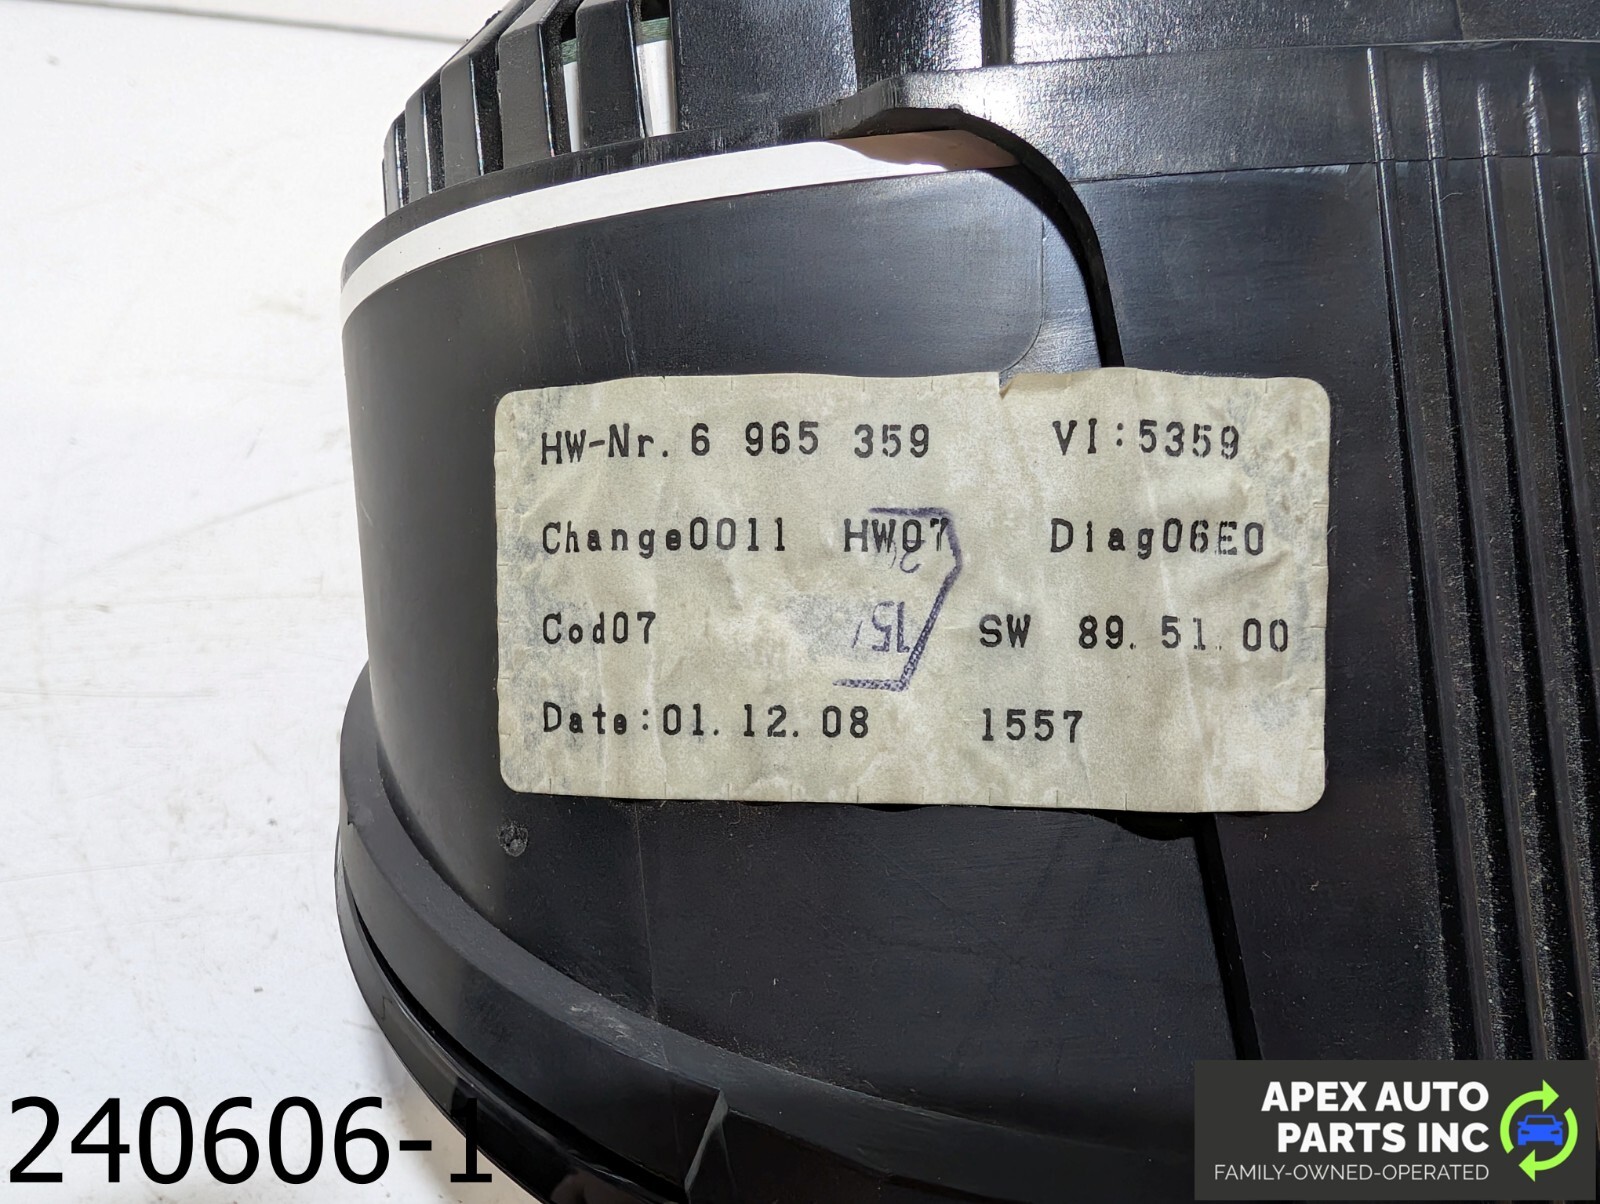 HW-Nr. 6 965 359 VI:5359
Change0011 HW07 Diag06E0
Cod07 SW 89.51.00
Date:01.12.08 1557
240606-1
APEX AUTO
PARTS INC
FAMILY-OWNED-OPERATED